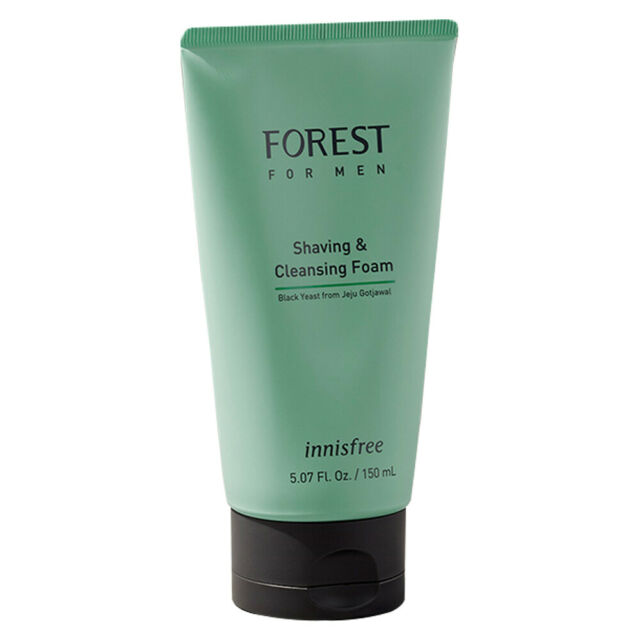 FOREST
FOR MEN
Shaving &
Cleansing Foam
Black Yeast from Jeju Gotjawal
innisfree
5.07 Fl. Oz. / 150 mL